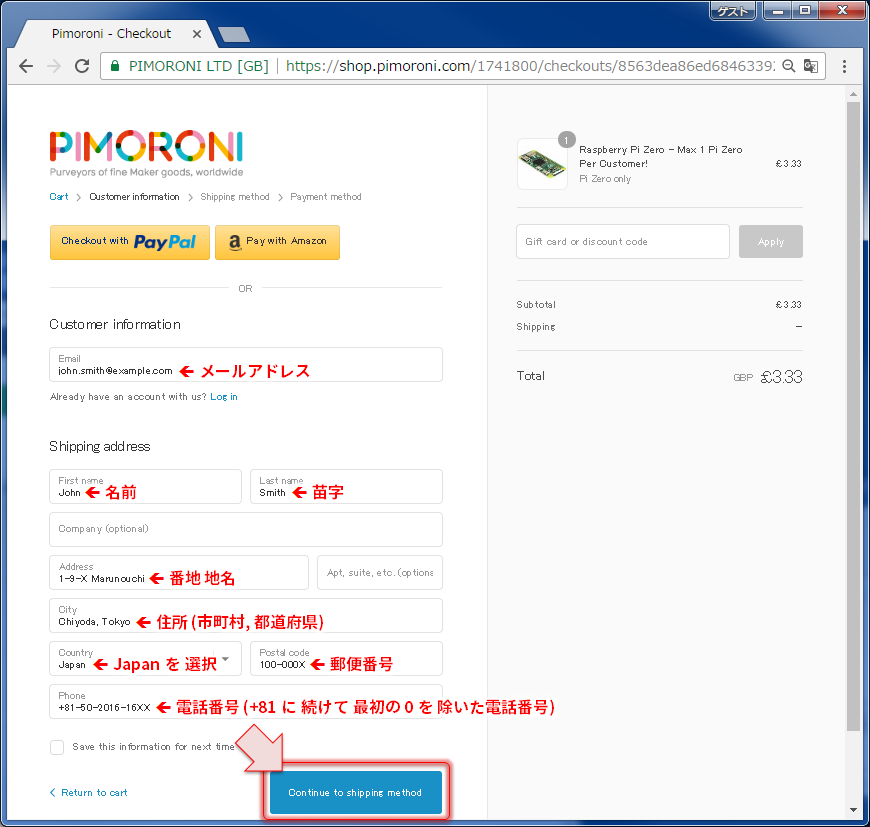 ゲスト
Pimoroni - Checkout
PIMORONI LTD [GB] https://shop.pimoroni.com/1741800/checkouts/8563dea86ed6846339
PIMORONI
Purveyors of fine Maker goods, worldwide
Cart > Customer information > Shipping method > Payment method
Checkout with PayPal
Pay with Amazon
OR
Customer information
Email
john.smith@example.com ← メールアドレス
Already have an account with us? Log in
Shipping address
First name
John ← 名前
Last name
Smith ← 苗字
Company (optional)
Address
1-9-X Marunouchi ← 番地 地名
Apt, suite, etc. (optiona
City
Chiyoda, Tokyo ← 住所 (市町村, 都道府県)
Country
Japan ← Japan を 選択
Postal code
100-000X ← 郵便番号
Phone
+81-50-2016-16XX ← 電話番号 (+81 に 続けて 最初の 0 を 除いた電話番号)
Save this information for next time
< Return to cart
Continue to shipping method
1
Raspberry Pi Zero - Max 1 Pi Zero
Per Customer!
Pi Zero only
£3.33
Gift card or discount code
Apply
Subtotal £3.33
Shipping —
Total GBP £3.33